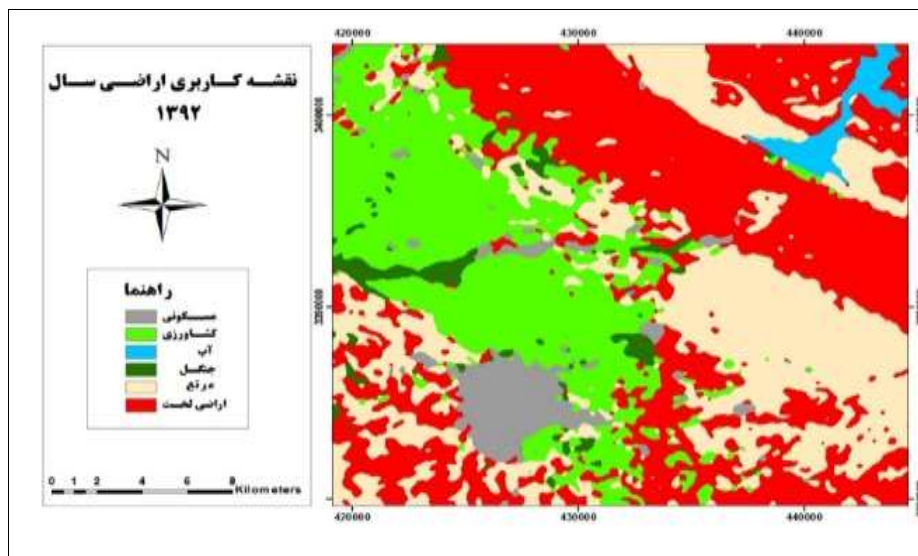 نقشه کاربری اراضی سال
۱۳۹۲
N
راهنما
مسکونی
کشاورزی
آب
جنگل
مرتع
اراضی لخت
0 1 2 4 6 8
Kilometers
420000 430000 440000
420000 430000 440000